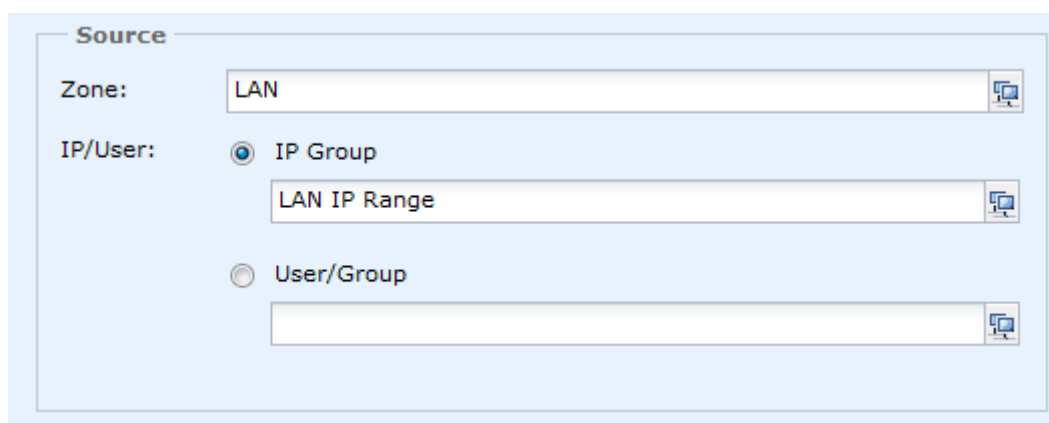 Source
Zone: LAN
IP/User: IP Group
LAN IP Range
User/Group